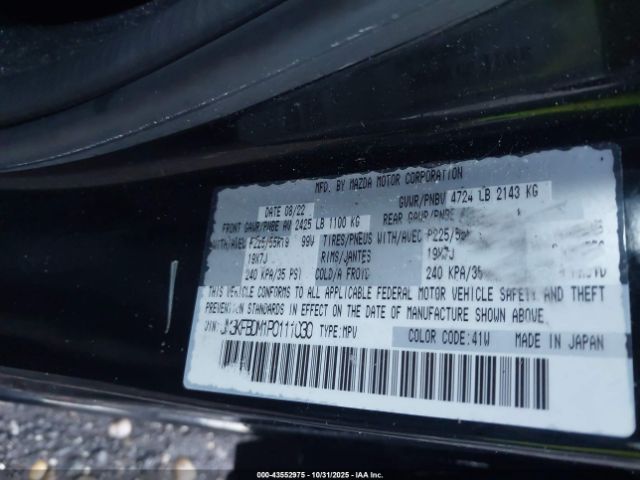 MFD. BY MAZDA MOTOR CORPORATION
DATE 08/22 GVWR/PNBV 4724 LB 2143 KG
FRONT GAWR/PNBE AV 2425 LB 1100 KG REAR GAWR/PNBE
WITH/AVEC P225/55R19 99V TIRES/PNEUS WITH/AVEC
19X7J RIMS/JANTES 19X7J
240 KPA/35 PSI COLD/A FROID 240 KPA/35
THIS VEHICLE CONFORMS TO ALL APPLICABLE FEDERAL MOTOR VEHICLE SAFETY AND THEFT
PREVENTION STANDARDS IN EFFECT ON THE DATE OF MANUFACTURE SHOWN ABOVE.
VIN: TYPE: MPV COLOR CODE: 41W MADE IN JAPAN
000-43552975 - 10/31/2025 - IAA Inc.